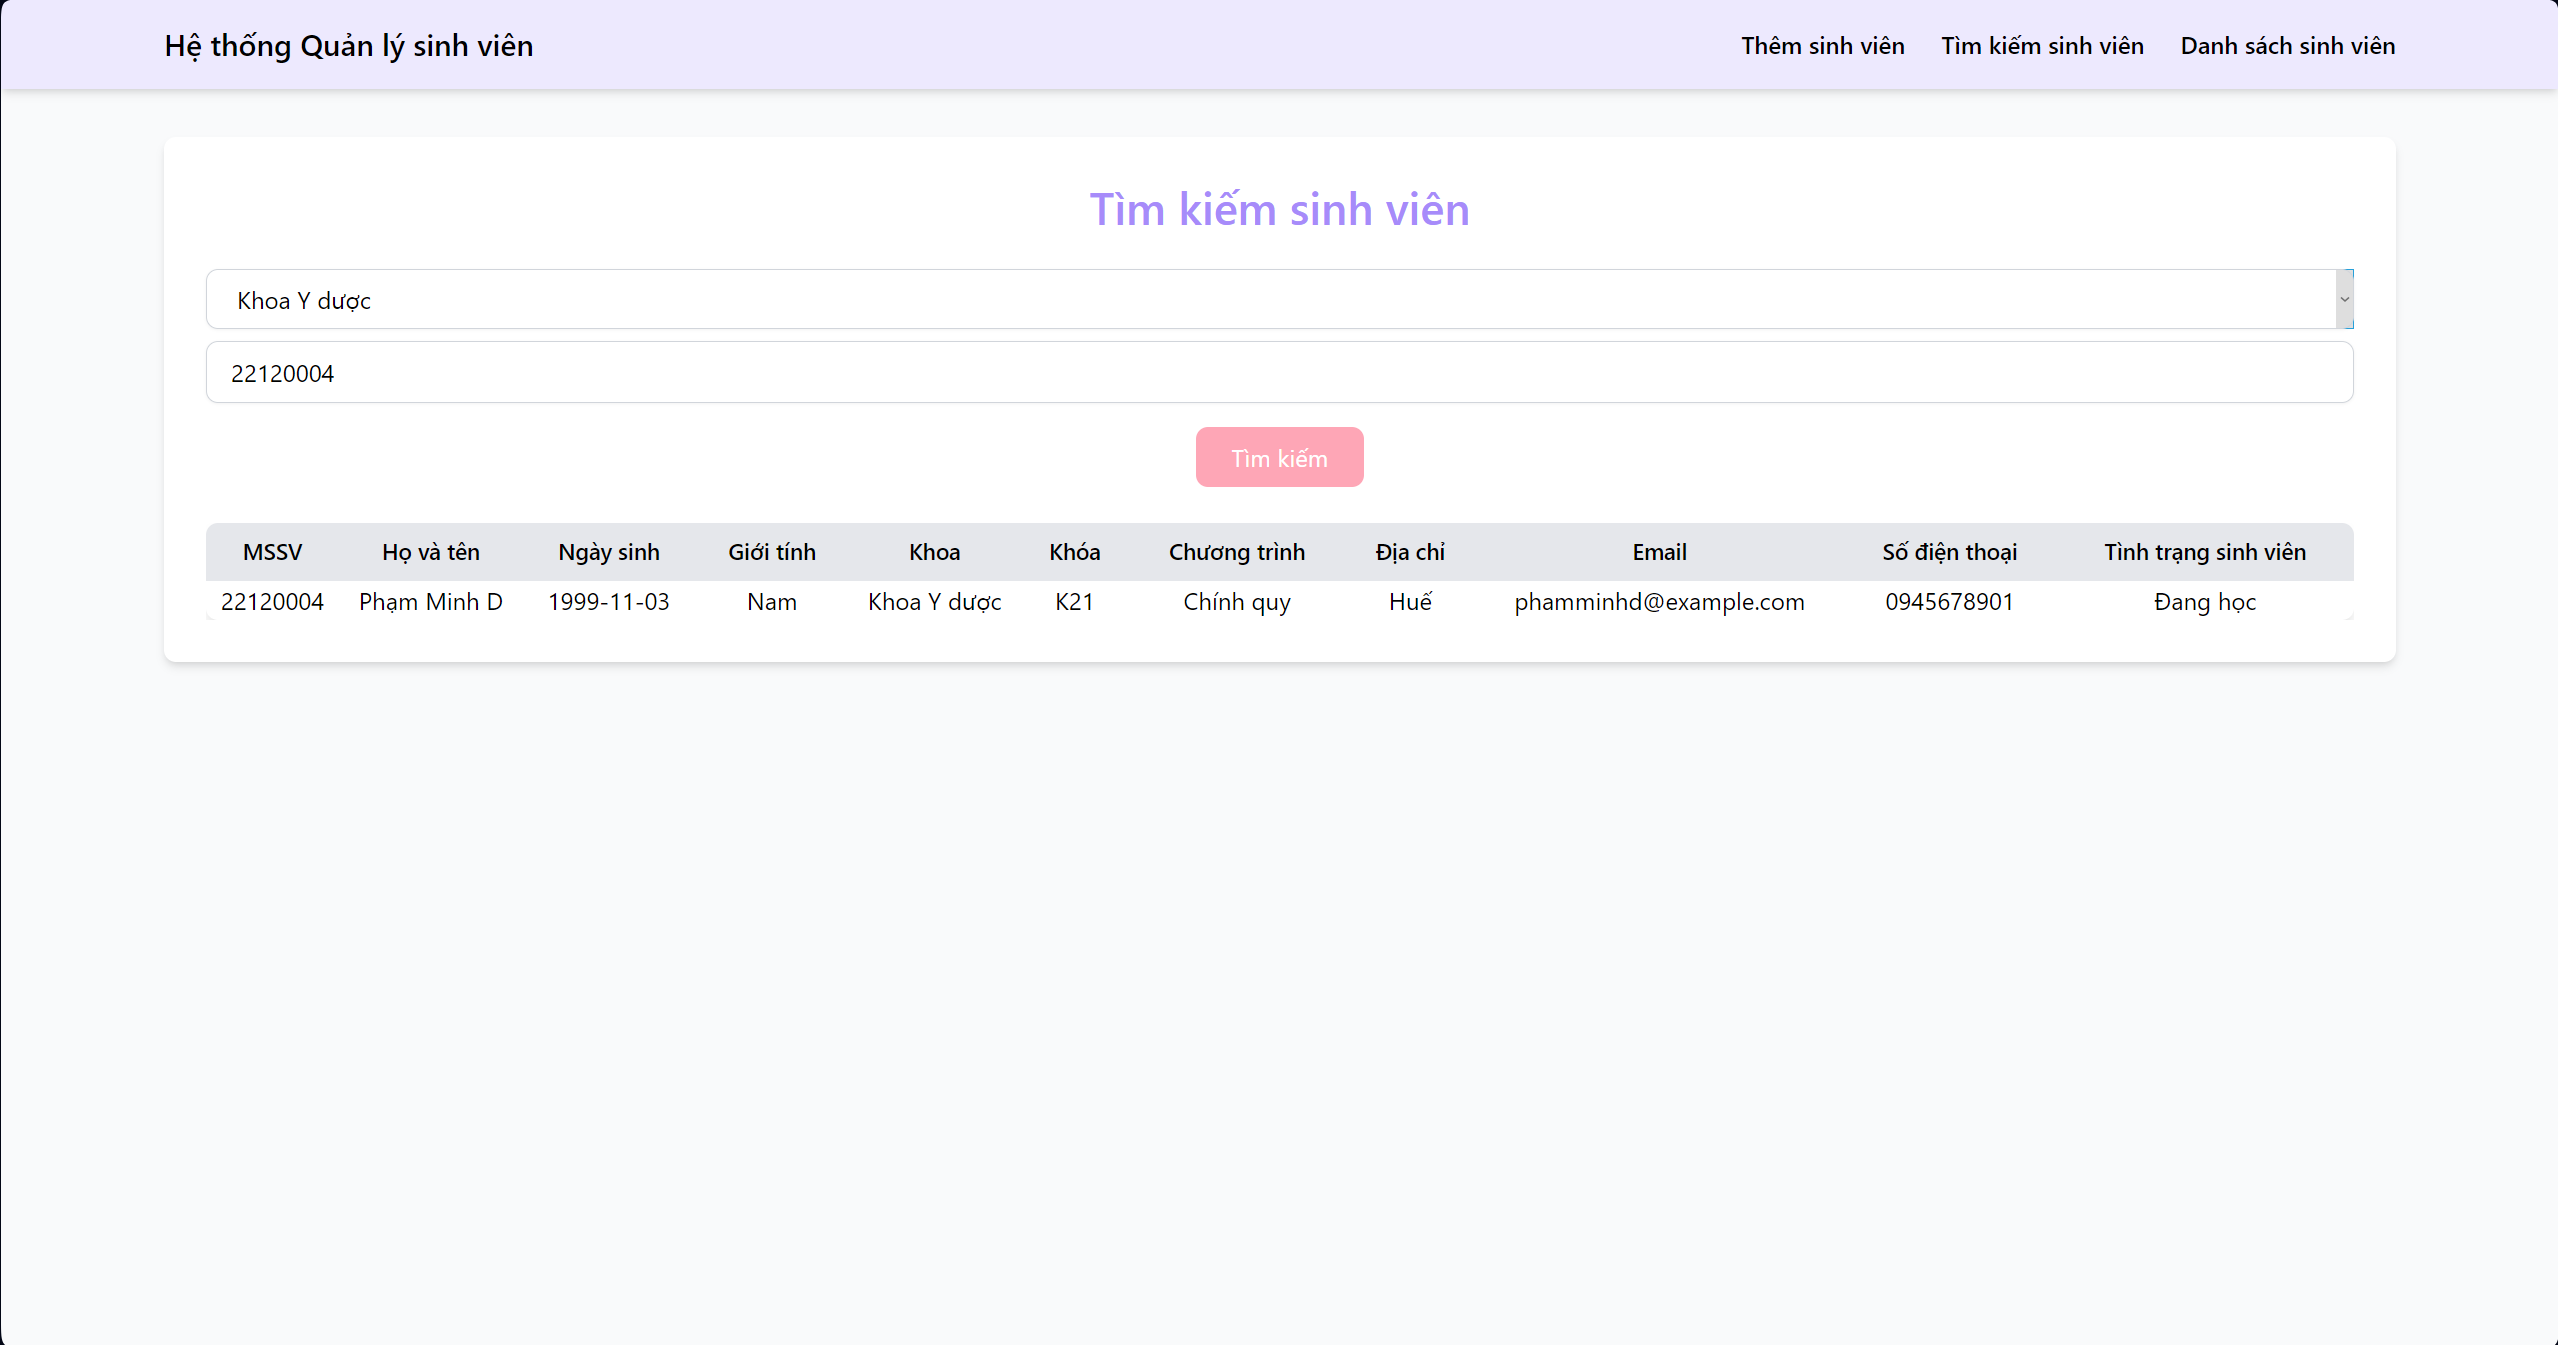 Hệ thống Quản lý sinh viên Thêm sinh viên Tìm kiếm sinh viên Danh sách sinh viên
Tìm kiếm sinh viên
Khoa Y dược
22120004
Tìm kiếm
MSSV Họ và tên Ngày sinh Giới tính Khoa Khóa Chương trình Địa chỉ Email Số điện thoại Tình trạng sinh viên
22120004 Phạm Minh D 1999-11-03 Nam Khoa Y dược K21 Chính quy Huế phamminhd@example.com 0945678901 Đang học